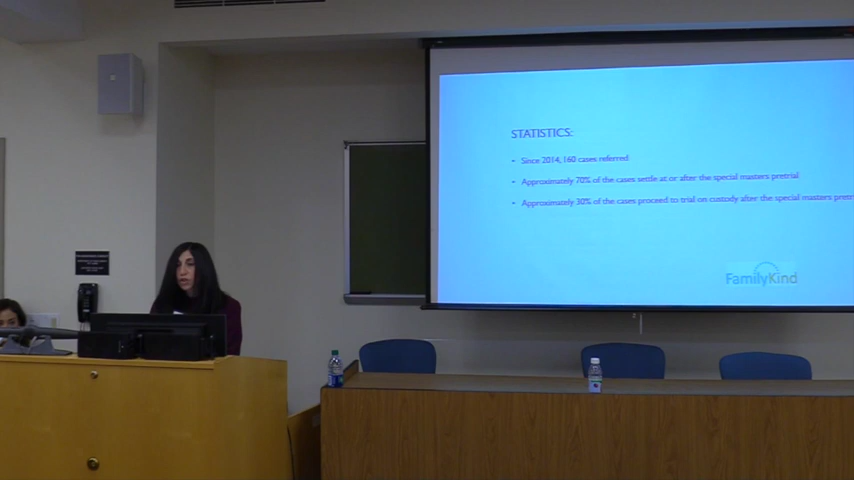 STATISTICS:
• Since 2014, 160 cases referred
• Approximately 70% of the cases settle at or after the special masters pretrial
• Approximately 30% of the cases proceed to trial on custody after the special masters pretr
FamilyKind